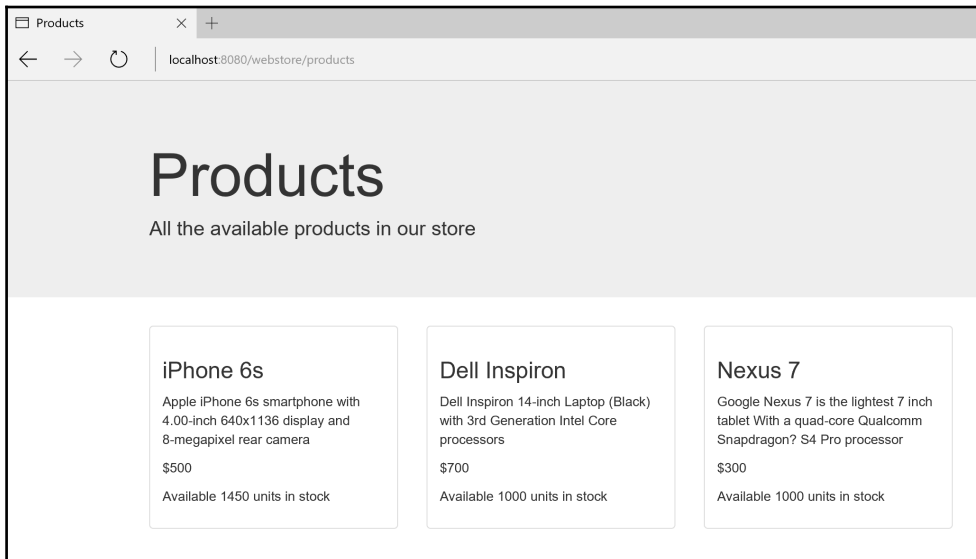 Products
localhost:8080/webstore/products
Products
All the available products in our store
iPhone 6s
Apple iPhone 6s smartphone with
4.00-inch 640x1136 display and
8-megapixel rear camera
$500
Available 1450 units in stock
Dell Inspiron
Dell Inspiron 14-inch Laptop (Black)
with 3rd Generation Intel Core
processors
$700
Available 1000 units in stock
Nexus 7
Google Nexus 7 is the lightest 7 inch
tablet With a quad-core Qualcomm
Snapdragon? S4 Pro processor
$300
Available 1000 units in stock